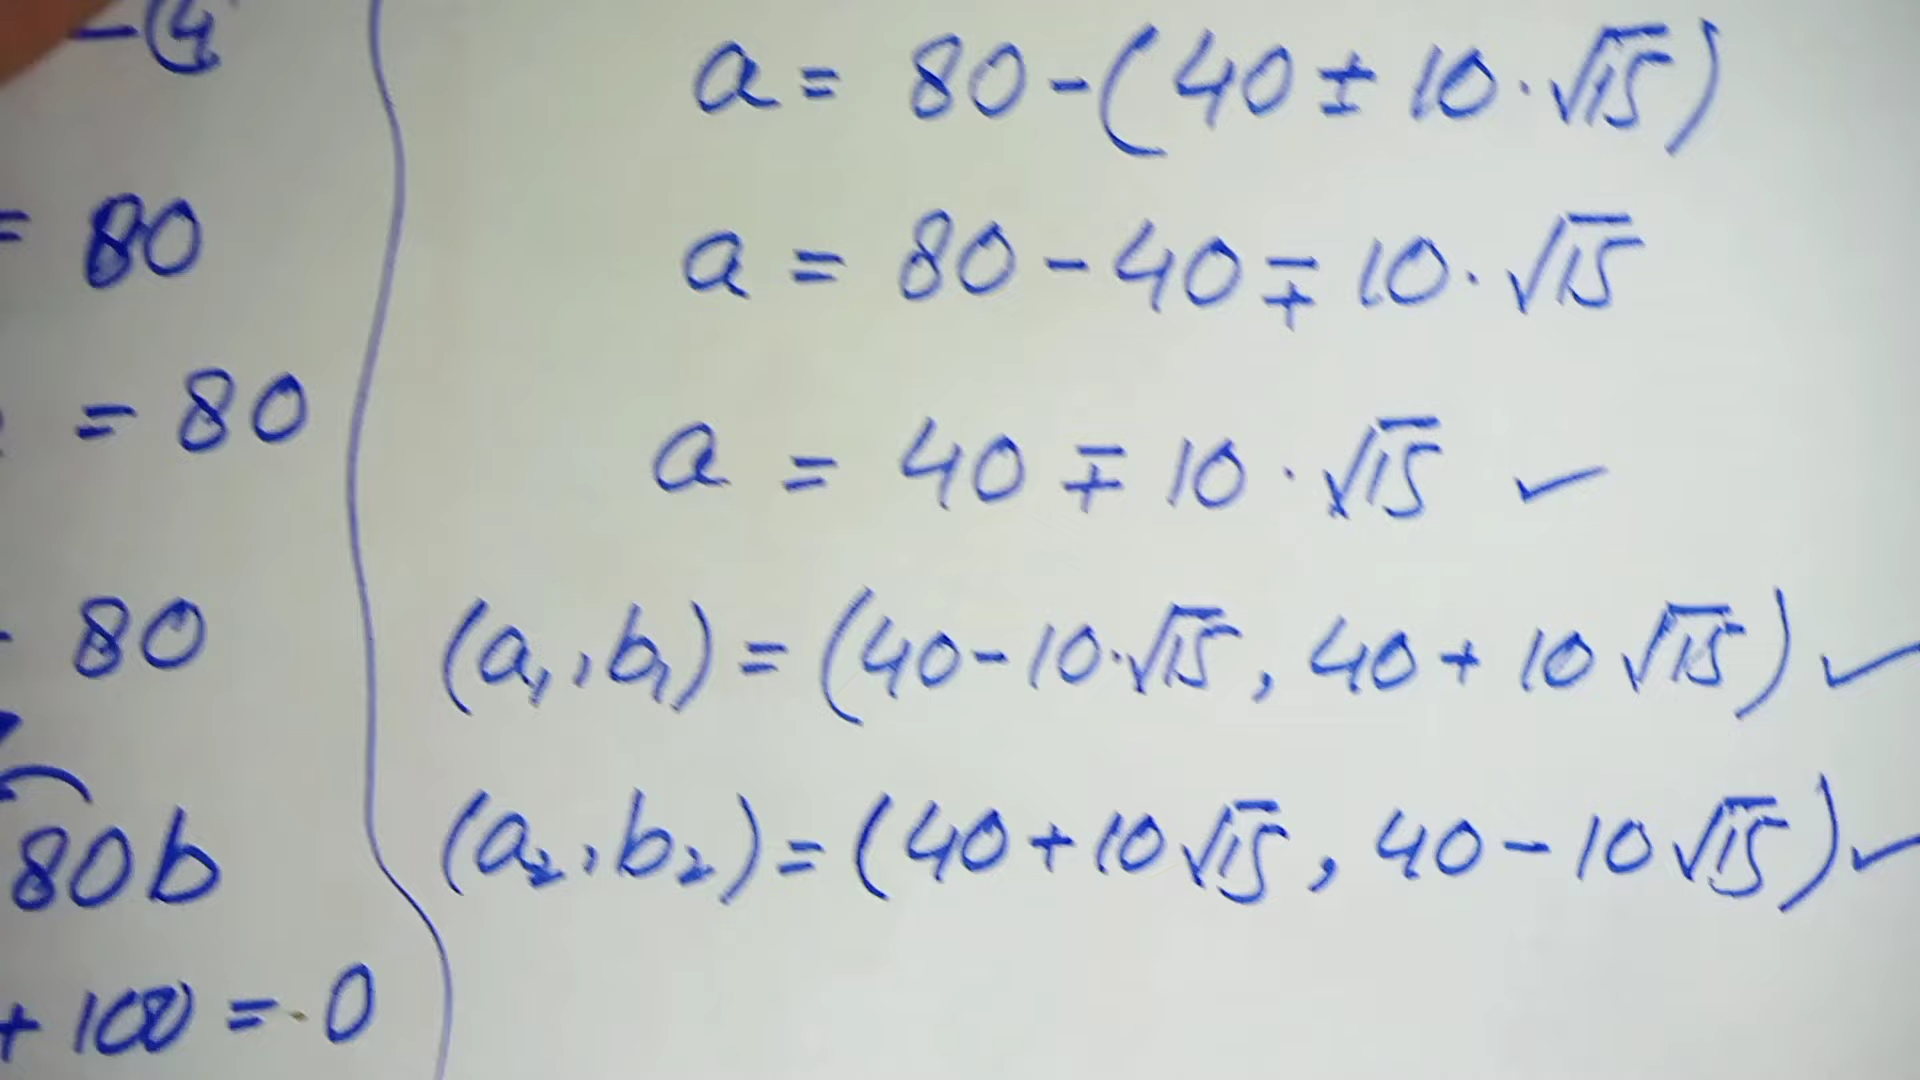 -(4
= 80
= 80
80
80b
+ 100 = 0
a = 80 - (40 ± 10 · √15)
a = 80 - 40 ∓ 10 · √15
a = 40 ∓ 10 · √15 ✓
(a₁, b₁) = (40 - 10·√15, 40 + 10√15) ✓
(a₂, b₂) = (40 + 10√15, 40 - 10√15) ✓